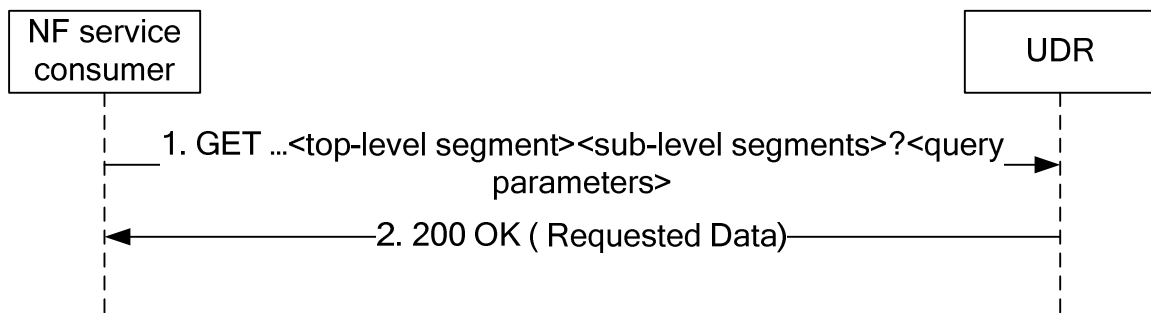 NF service
consumer
UDR
1. GET ...<top-level segment><sub-level segments>?<query
parameters>
2. 200 OK ( Requested Data)